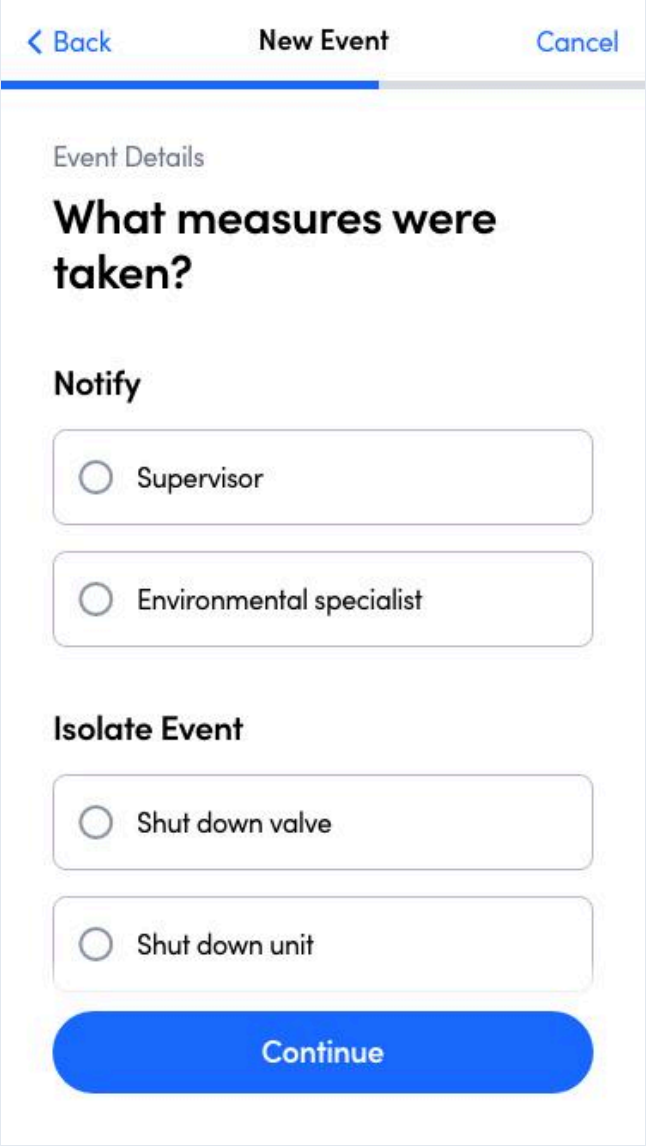 Back
New Event
Cancel
Event Details
What measures were
taken?
Notify
Supervisor
Environmental specialist
Isolate Event
Shut down valve
Shut down unit
Continue